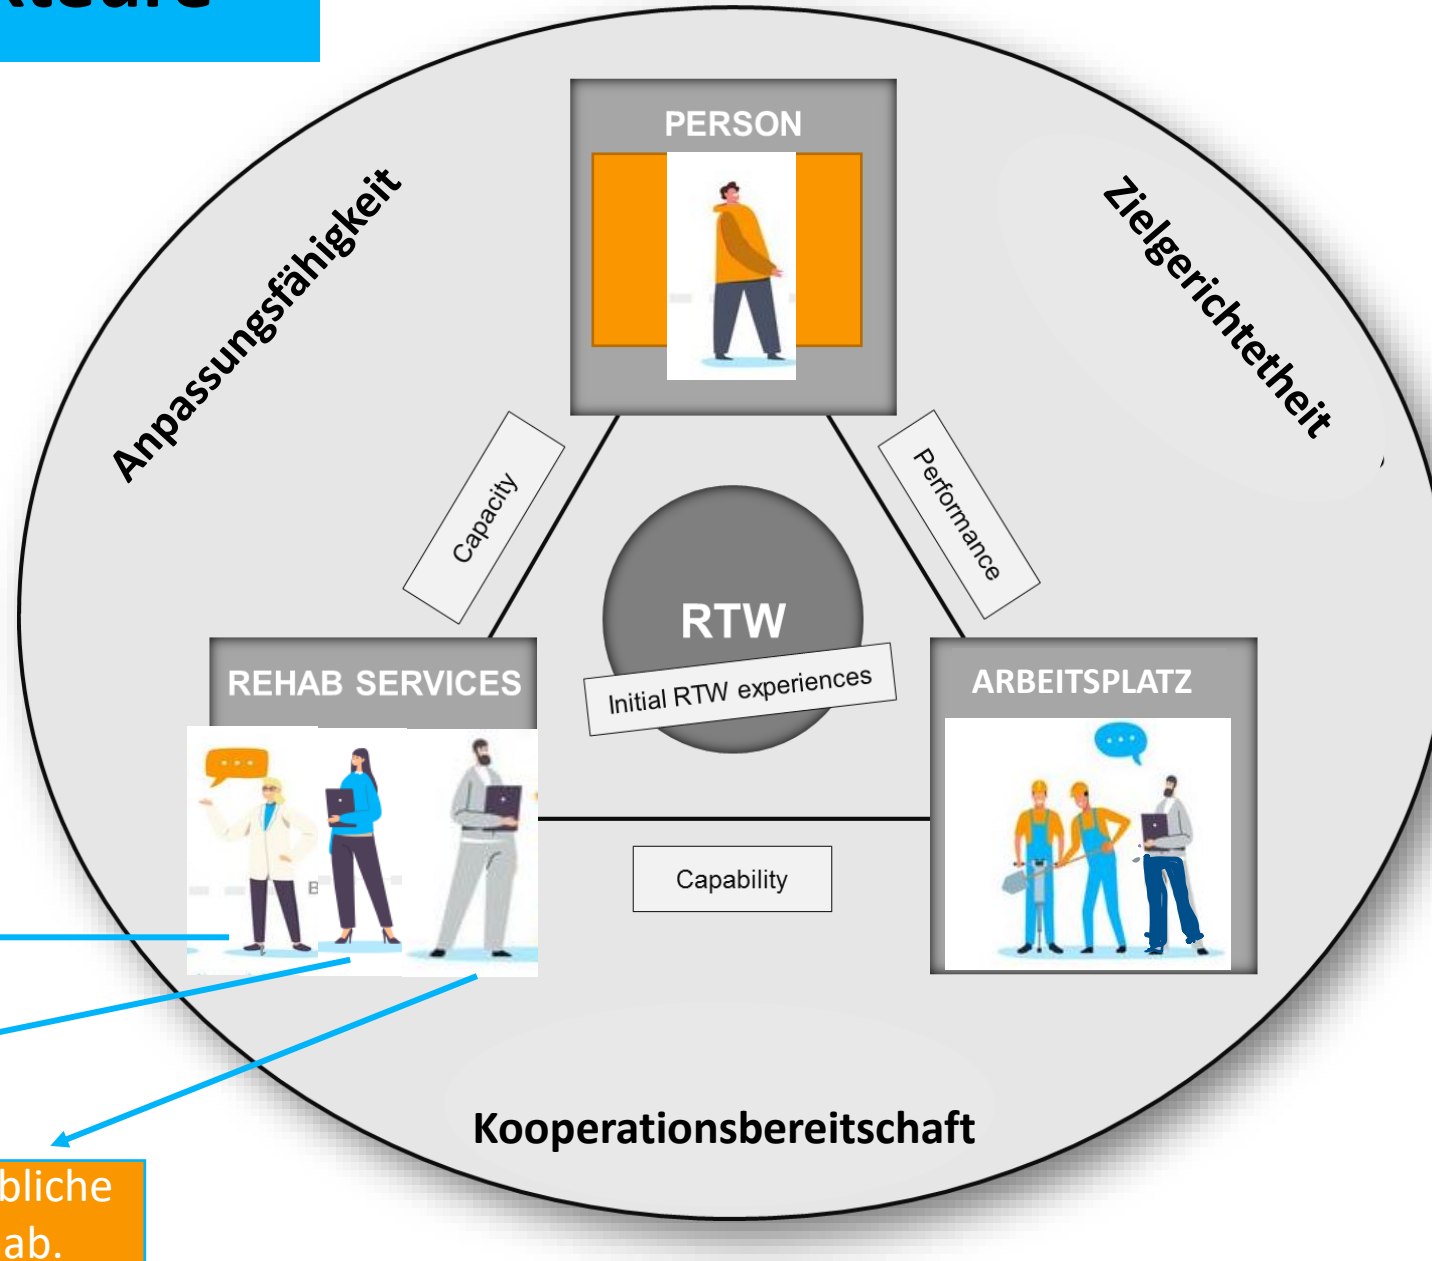 PERSON
Anpassungsfähigkeit
Zielgerichtetheit
Capacity
Performance
RTW
Initial RTW experiences
REHAB SERVICES
ARBEITSPLATZ
Capability
Kooperationsbereitschaft
bliche
ab.